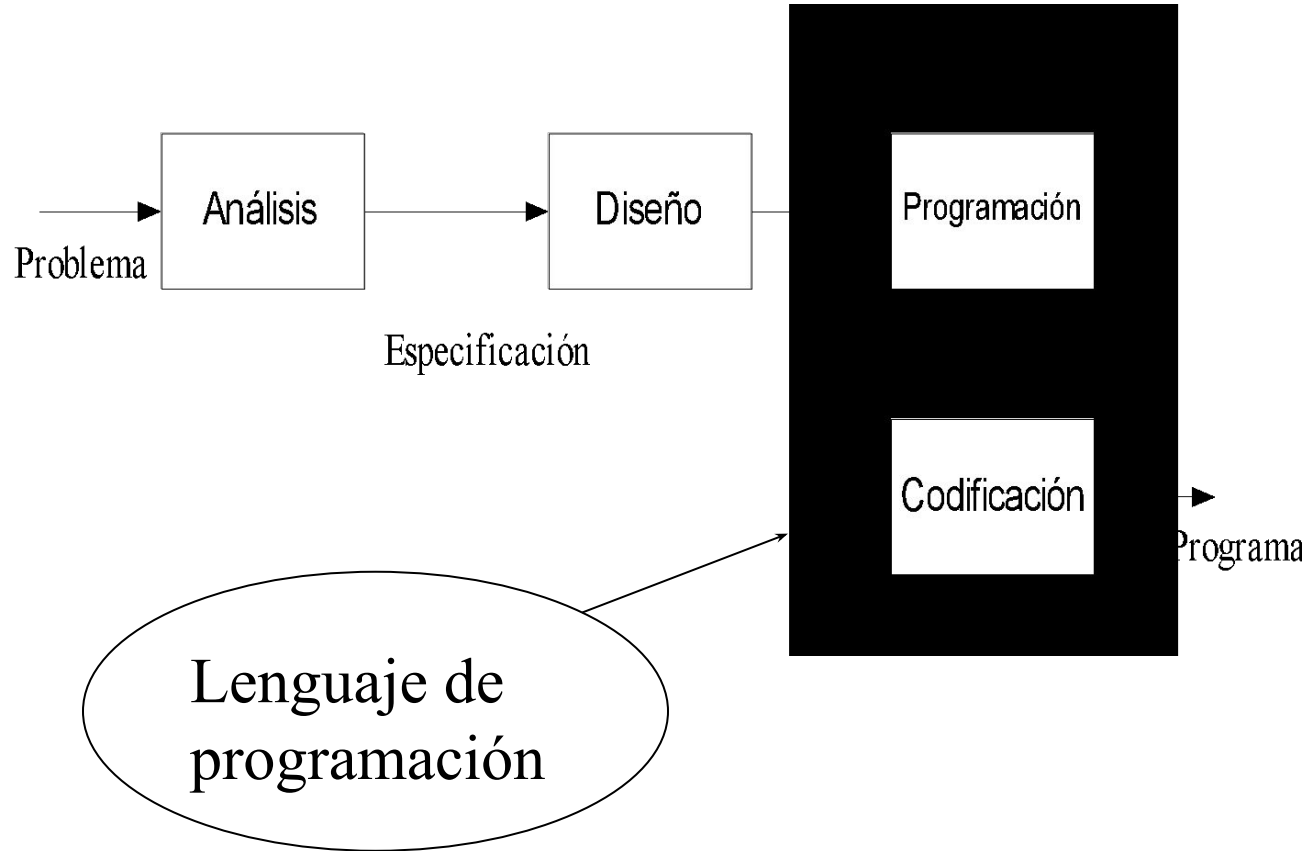 Problema
Análisis
Especificación
Diseño
Programación
Codificación
Programa
Lenguaje de
programación